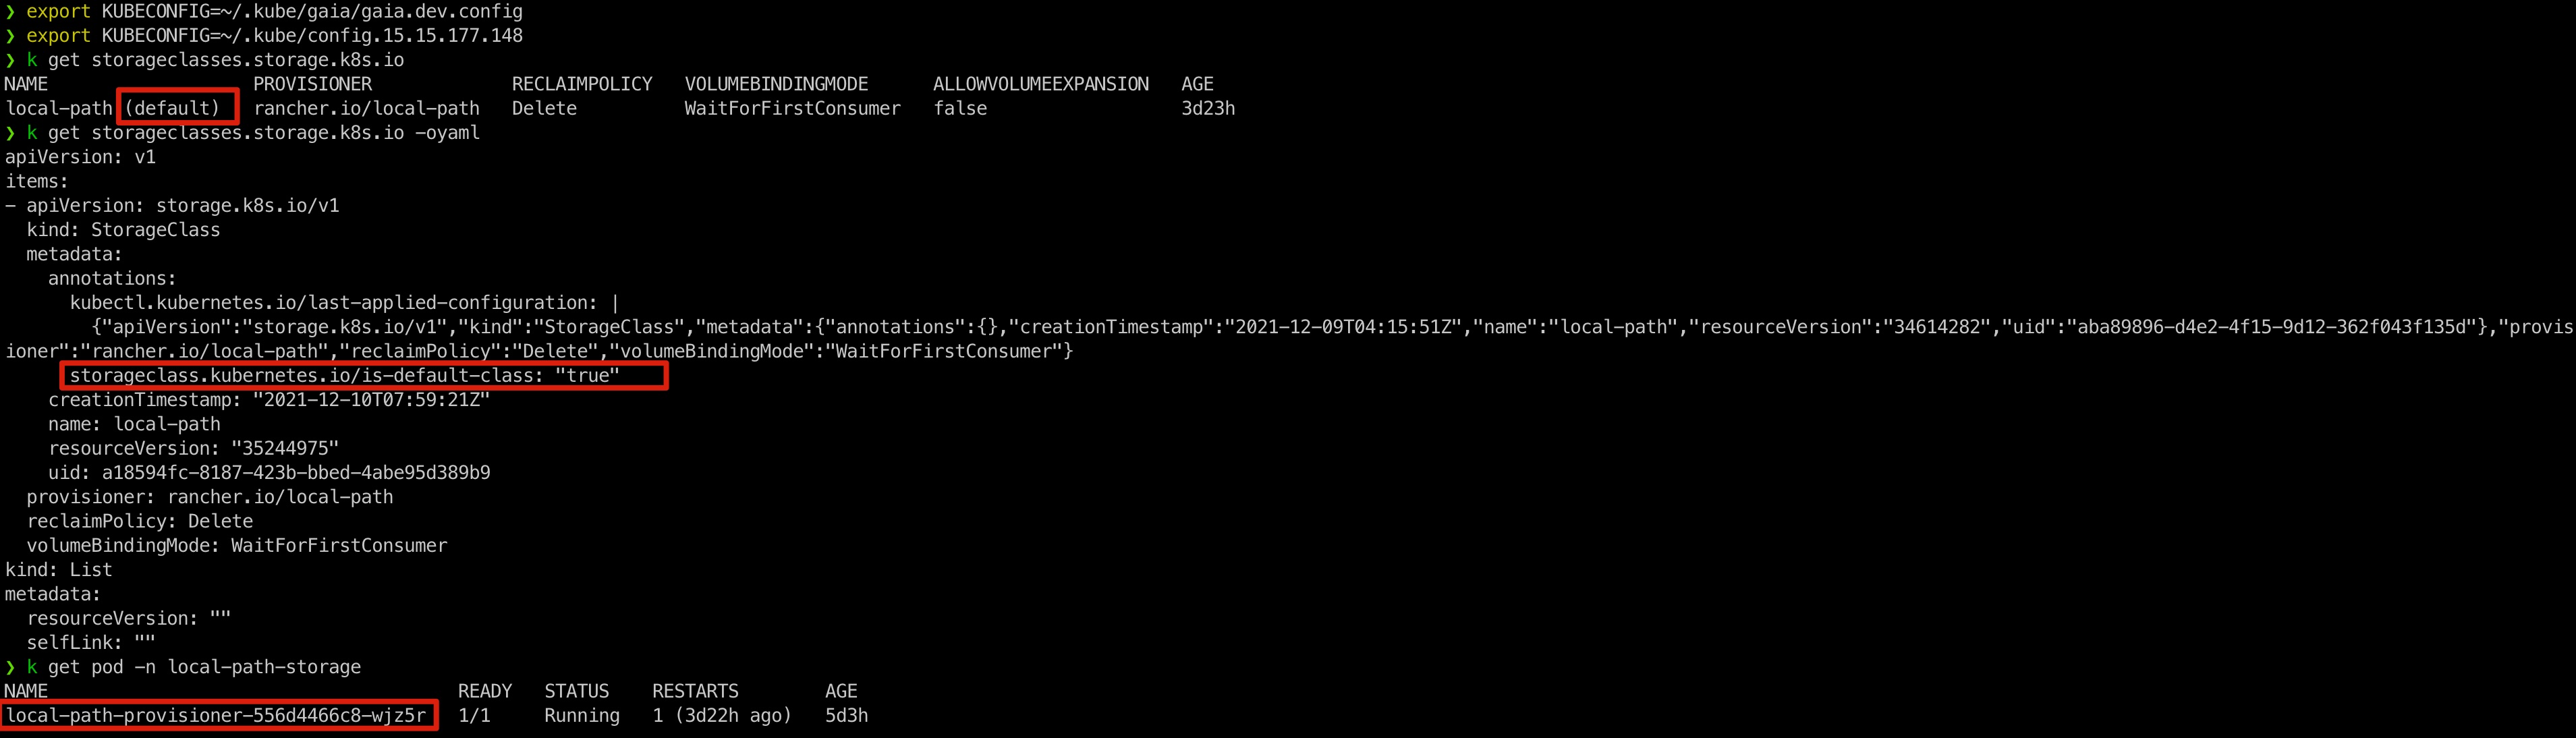 ❯ export KUBECONFIG=~/.kube/gaia/gaia.dev.config
❯ export KUBECONFIG=~/.kube/config.15.15.177.148
❯ k get storageclasses.storage.k8s.io
NAME                   PROVISIONER             RECLAIMPOLICY   VOLUMEBINDINGMODE      ALLOWVOLUMEEXPANSION   AGE
local-path (default)   rancher.io/local-path   Delete          WaitForFirstConsumer   false                  3d23h
❯ k get storageclasses.storage.k8s.io -oyaml
apiVersion: v1
items:
- apiVersion: storage.k8s.io/v1
  kind: StorageClass
  metadata:
    annotations:
      kubectl.kubernetes.io/last-applied-configuration: |
        {"apiVersion":"storage.k8s.io/v1","kind":"StorageClass","metadata":{"annotations":{},"creationTimestamp":"2021-12-09T04:15:51Z","name":"local-path","resourceVersion":"34614282","uid":"aba89896-d4e2-4f15-9d12-362f043f135d"},"provis
ioner":"rancher.io/local-path","reclaimPolicy":"Delete","volumeBindingMode":"WaitForFirstConsumer"}
      storageclass.kubernetes.io/is-default-class: "true"
    creationTimestamp: "2021-12-10T07:59:21Z"
    name: local-path
    resourceVersion: "35244975"
    uid: a18594fc-8187-423b-bbed-4abe95d389b9
  provisioner: rancher.io/local-path
  reclaimPolicy: Delete
  volumeBindingMode: WaitForFirstConsumer
kind: List
metadata:
  resourceVersion: ""
  selfLink: ""
❯ k get pod -n local-path-storage
NAME                                      READY   STATUS    RESTARTS        AGE
local-path-provisioner-556d4466c8-wjz5r   1/1     Running   1 (3d22h ago)   5d3h